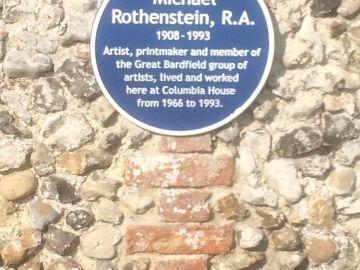 Michael
Rothenstein, R.A.
1908 - 1993
Artist, printmaker and member of
the Great Bardfield group of
artists, lived and worked
here at Columbia House
from 1966 to 1993.